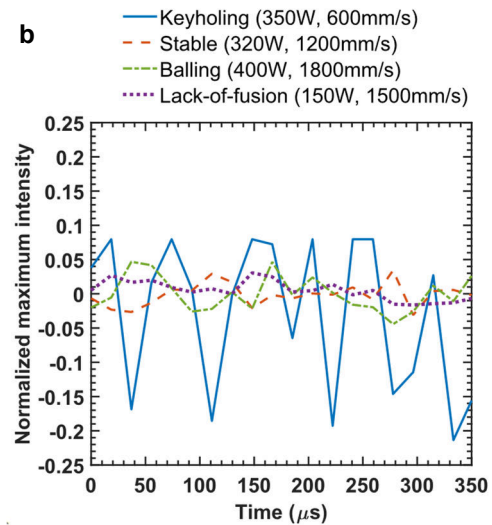 b
Keyholing (350W, 600mm/s)
Stable (320W, 1200mm/s)
Balling (400W, 1800mm/s)
Lack-of-fusion (150W, 1500mm/s)
Normalized maximum intensity
0.25
0.2
0.15
0.1
0.05
0
-0.05
-0.1
-0.15
-0.2
-0.25
0 50 100 150 200 250 300 350
Time (μs)